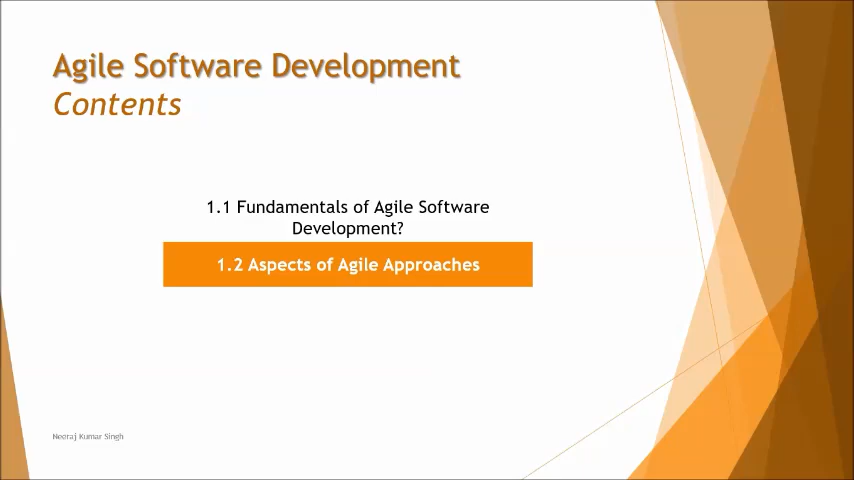 Agile Software Development
Contents
1.1 Fundamentals of Agile Software
Development?
1.2 Aspects of Agile Approaches
Neeraj Kumar Singh